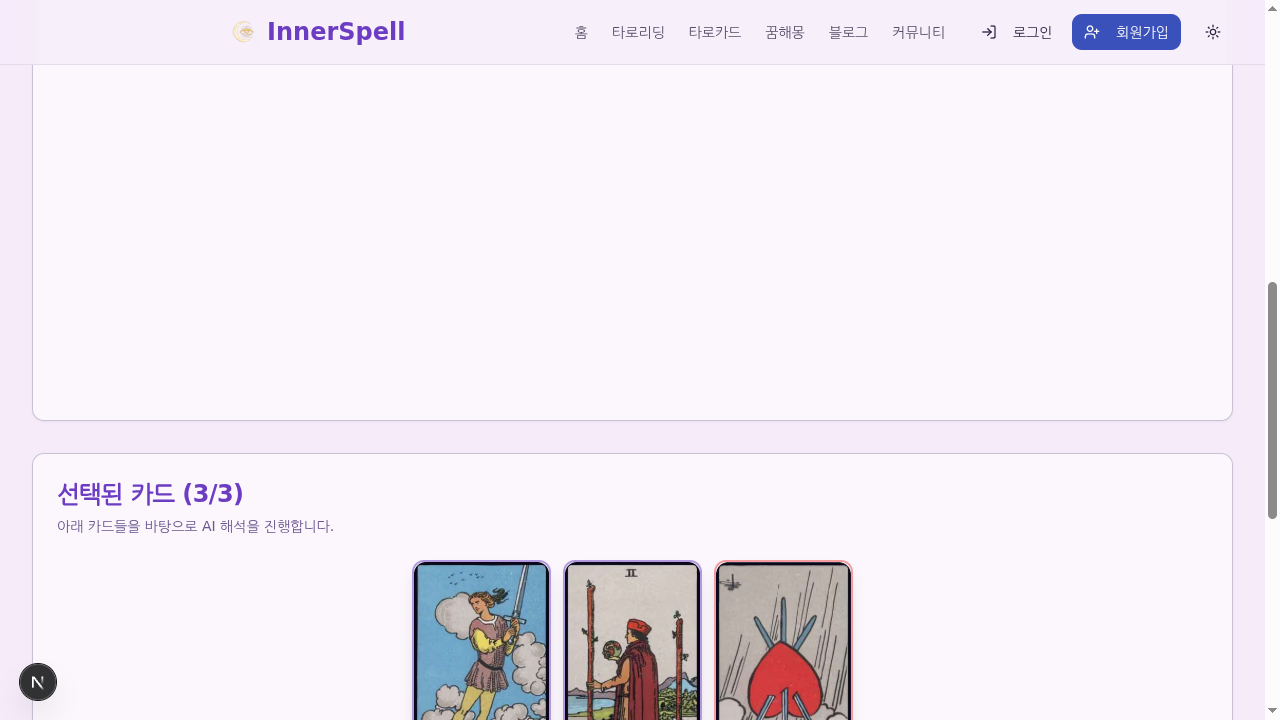 InnerSpell
홈
타로리딩
타로카드
꿈해몽
블로그
커뮤니티
로그인
회원가입
선택된 카드 (3/3)
아래 카드들을 바탕으로 AI 해석을 진행합니다.
II
N